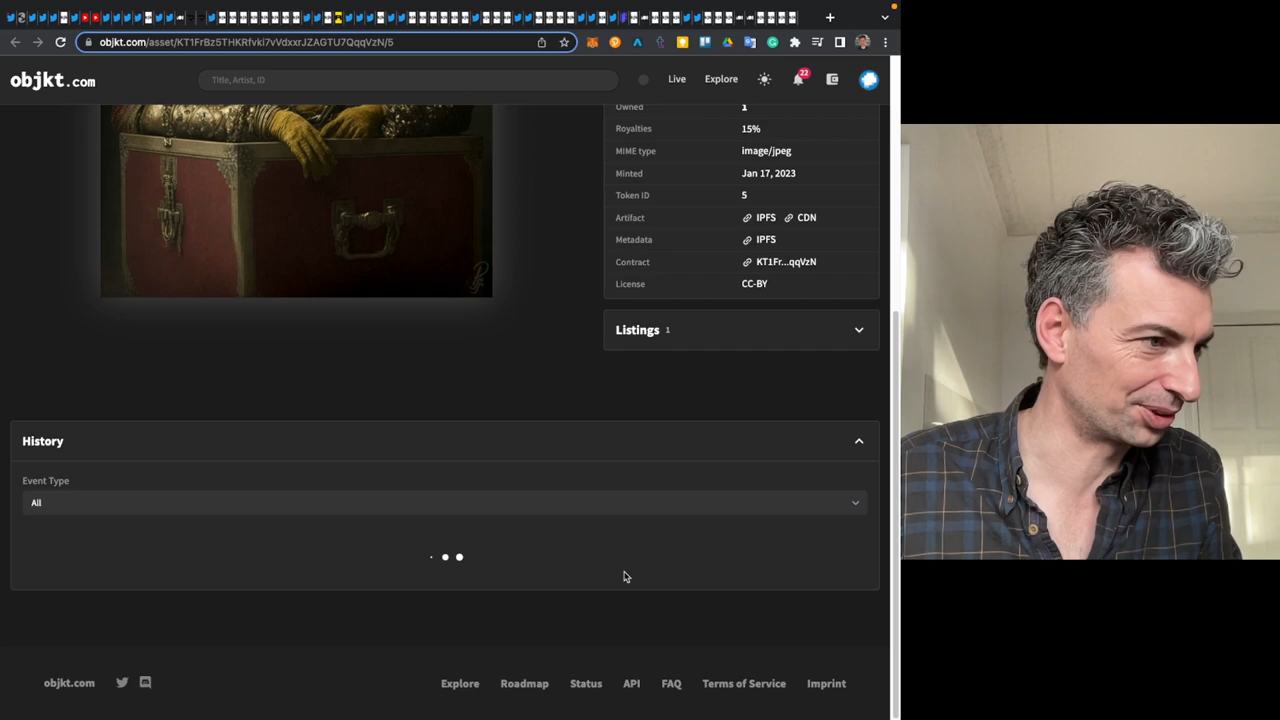 objkt.com/asset/KT1FrBz5THKRfvki7vVdxxrJZAGTU7QqqVzN/5
objkt.com
Title, Artist, ID
Live
Explore
22
Owned 1
Royalties 15%
MIME type image/jpeg
Minted Jan 17, 2023
Token ID 5
Artifact IPFS CDN
Metadata IPFS
Contract KT1Fr...qqVzN
License CC-BY
Listings 1
History
Event Type
All
objkt.com
Explore Roadmap Status API FAQ Terms of Service Imprint